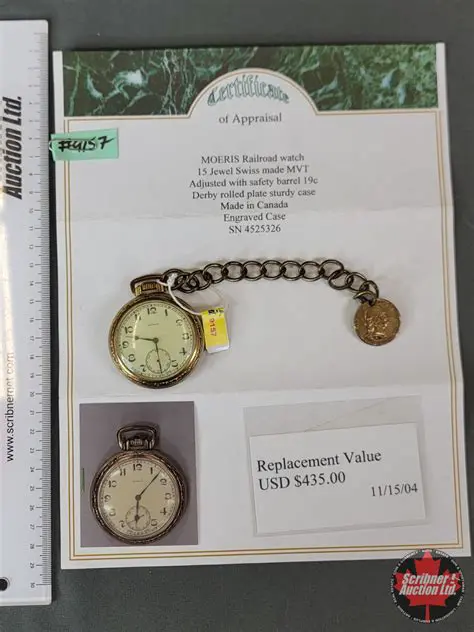 Certificate
of Appraisal
MOERIS Railroad watch
15 Jewel Swiss made MVT
Adjusted with safety barrel 19c
Derby rolled plate sturdy case
Made in Canada
Engraved Case
SN 4525326
#9157
9157
Replacement Value
USD $435.00
11/15/04
Auction Ltd.
www.scribnernet.com
Scribner
Auction Ltd.